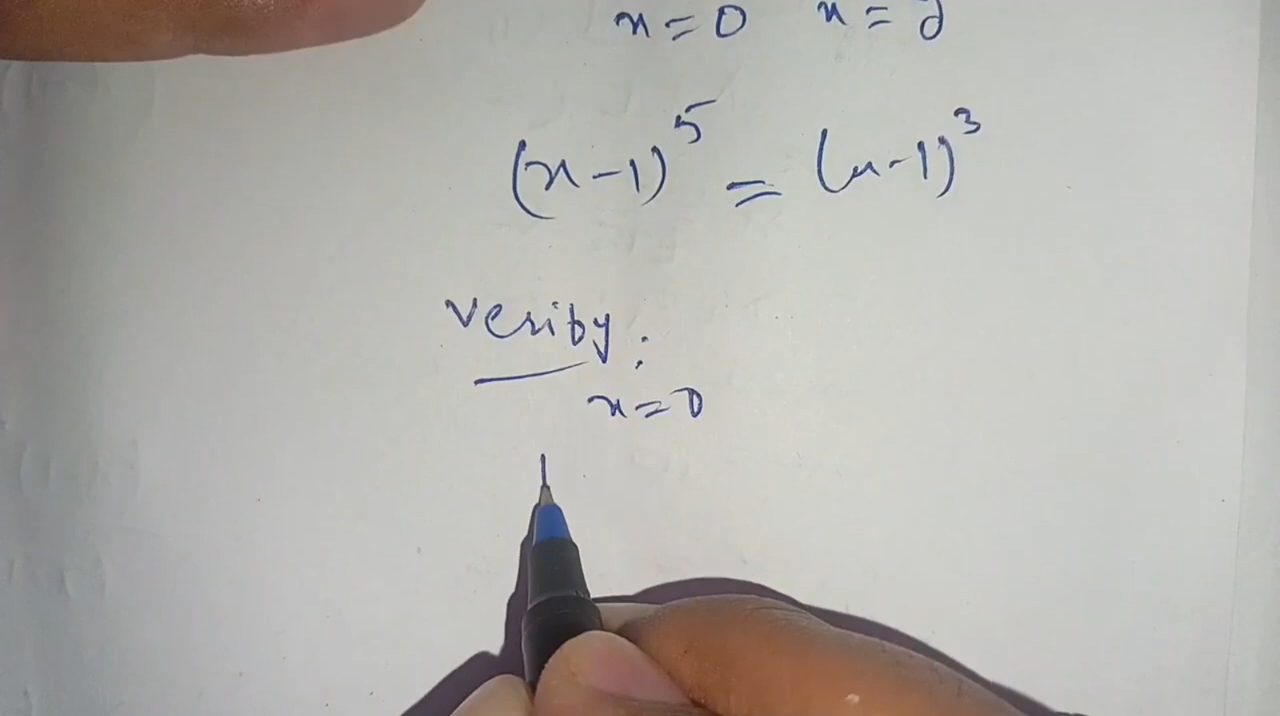 x=0 x=2
(x-1)^5 = (x-1)^3
Verify:
x=0